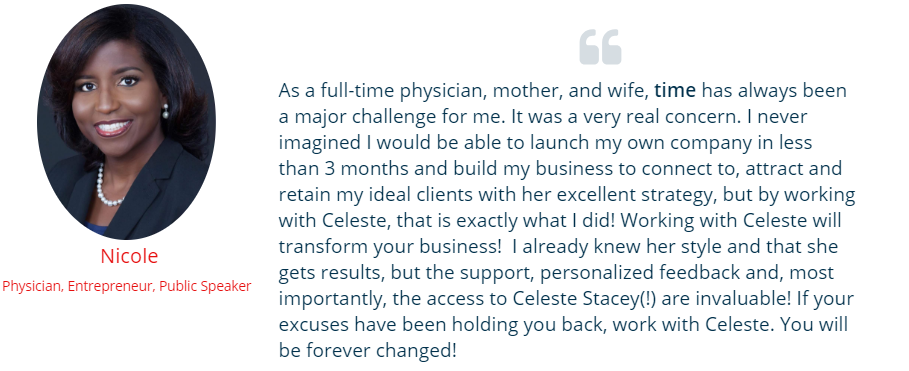 As a full-time physician, mother, and wife, time has always been
a major challenge for me. It was a very real concern. I never
imagined I would be able to launch my own company in less
than 3 months and build my business to connect to, attract and
retain my ideal clients with her excellent strategy, but by working
with Celeste, that is exactly what I did! Working with Celeste will
transform your business!  I already knew her style and that she
gets results, but the support, personalized feedback and, most
importantly, the access to Celeste Stacey(!) are invaluable! If your
excuses have been holding you back, work with Celeste. You will
be forever changed!
Nicole
Physician, Entrepreneur, Public Speaker